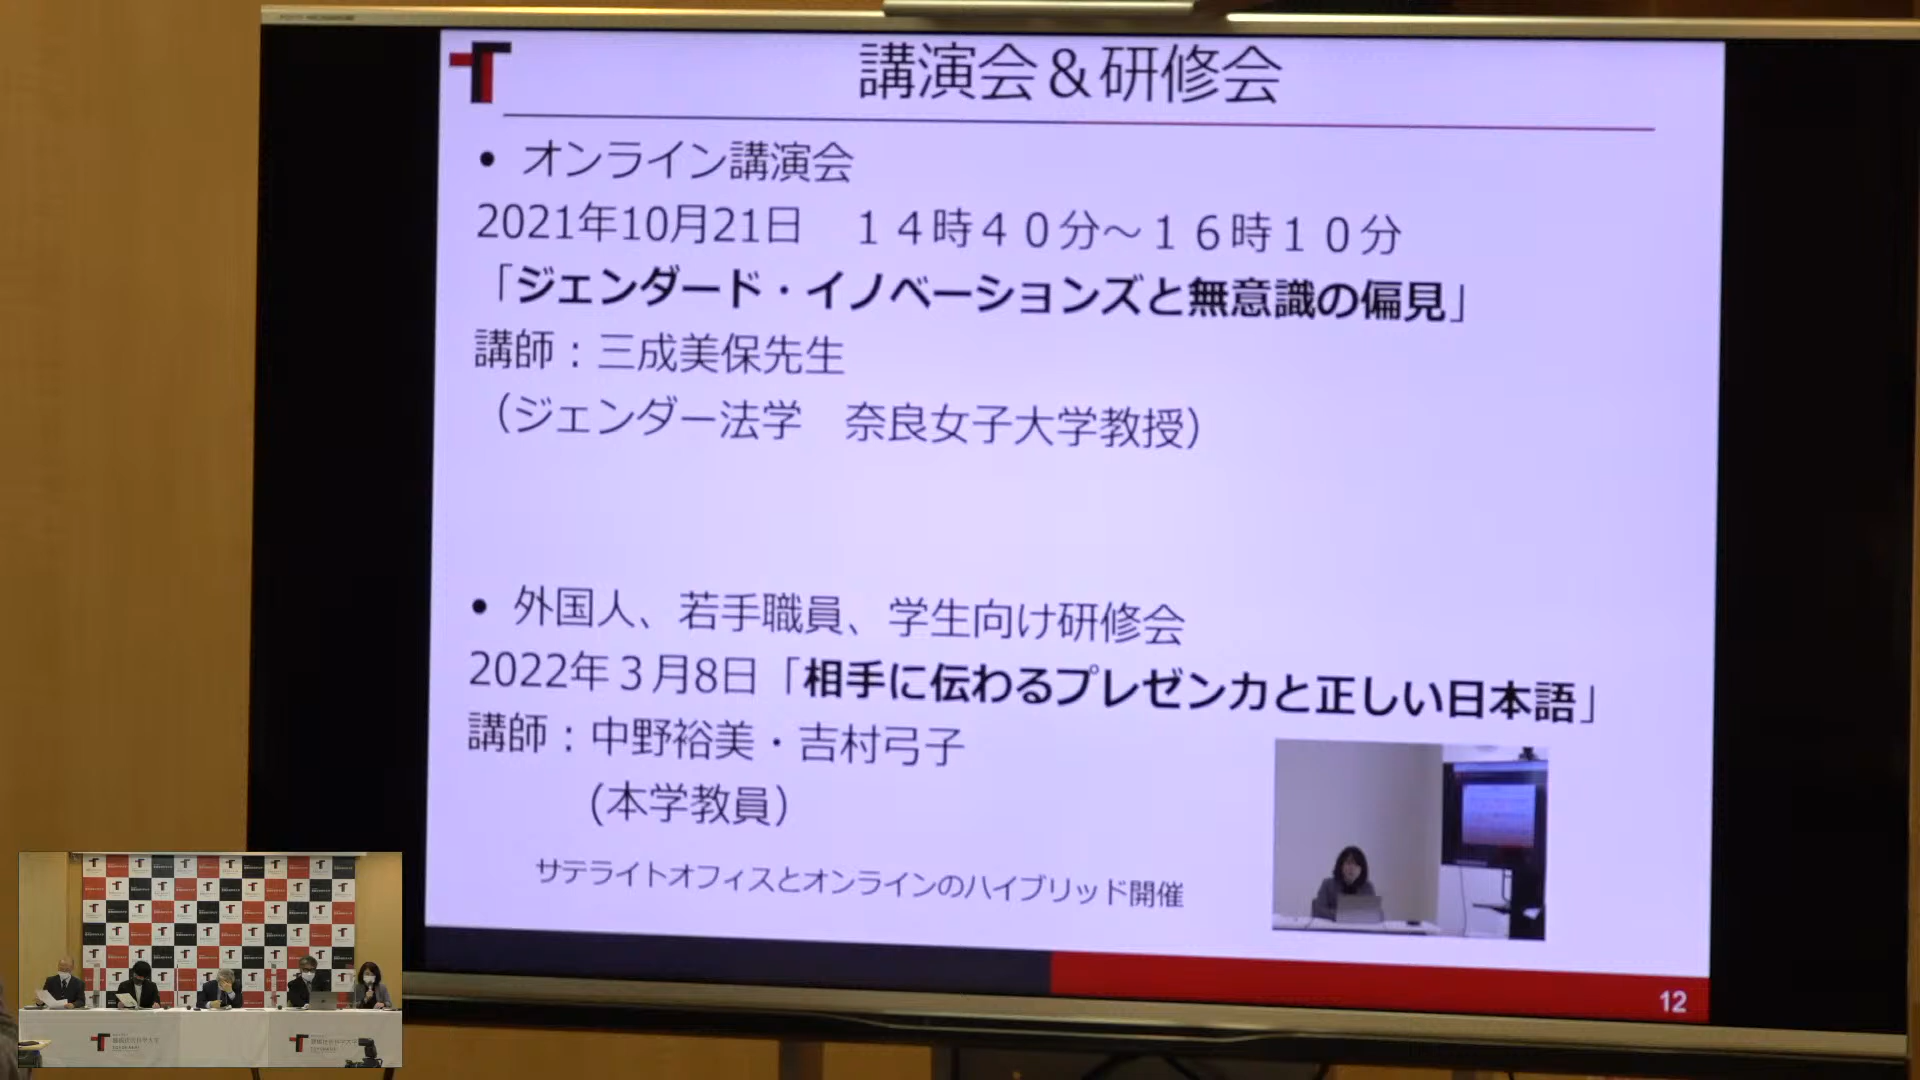 講演会＆研修会
• オンライン講演会
2021年10月21日　１４時４０分～１６時１０分
「ジェンダード・イノベーションズと無意識の偏見」
講師：三成美保先生
（ジェンダー法学　奈良女子大学教授）
• 外国人、若手職員、学生向け研修会
2022年３月8日「相手に伝わるプレゼン力と正しい日本語」
講師：中野裕美・吉村弓子
(本学教員）
サテライトオフィスとオンラインのハイブリッド開催
12